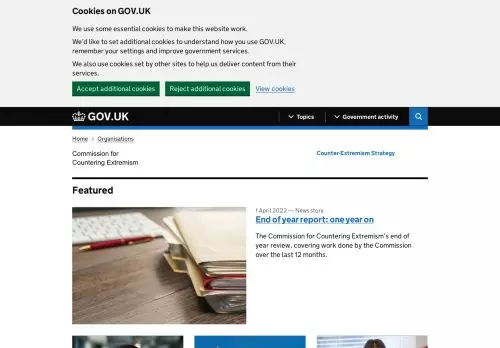 Cookies on GOV.UK
We use some essential cookies to make this website work.
We'd like to set additional cookies to understand how you use GOV.UK,
remember your settings and improve government services.
We also use cookies set by other sites to help us deliver content from their
services.
Accept additional cookies Reject additional cookies View cookies
GOV.UK Topics Government activity
Home Organisations
Commission for
Countering Extremism
Counter-Extremism Strategy
Featured
1 April 2022 — News story
End of year report: one year on
The Commission for Countering Extremism's end of
year review, covering work done by the Commission
over the last 12 months.